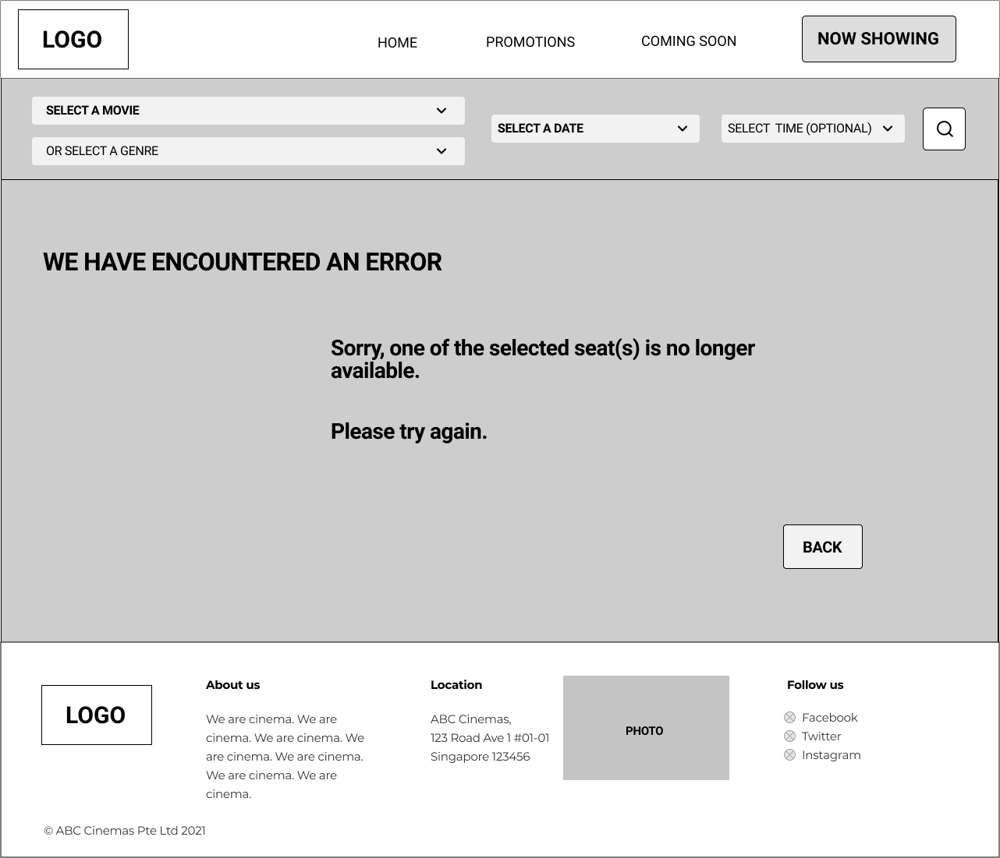 LOGO
HOME
PROMOTIONS
COMING SOON
NOW SHOWING
SELECT A MOVIE
OR SELECT A GENRE
SELECT A DATE
SELECT  TIME (OPTIONAL)
WE HAVE ENCOUNTERED AN ERROR
Sorry, one of the selected seat(s) is no longer
available.
Please try again.
BACK
LOGO
About us
We are cinema. We are
cinema. We are cinema. We
are cinema. We are cinema.
We are cinema. We are
cinema.
Location
ABC Cinemas,
123 Road Ave 1 #01-01
Singapore 123456
PHOTO
Follow us
Facebook
Twitter
Instagram
© ABC Cinemas Pte Ltd 2021